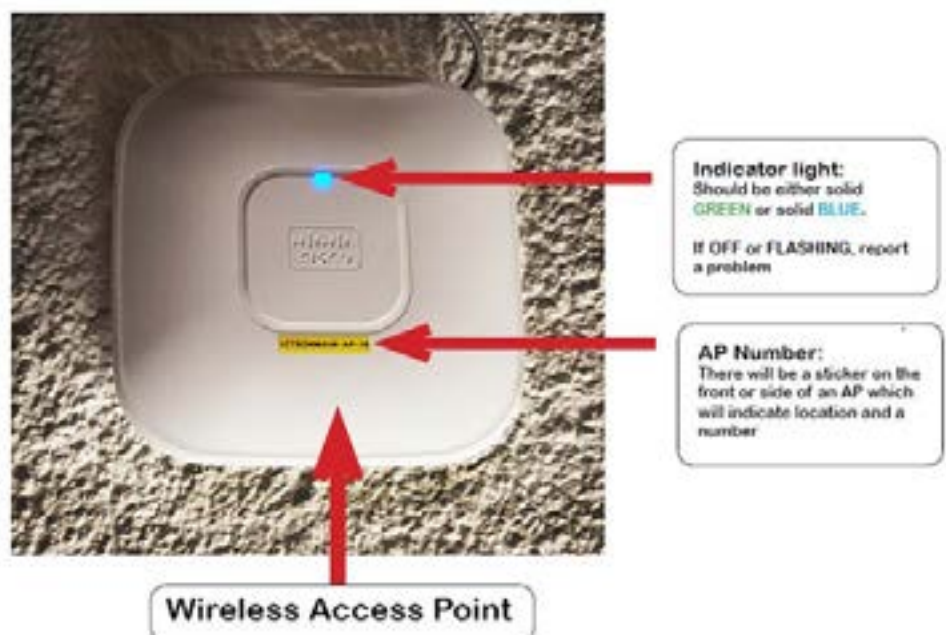 Indicator light:
Should be either solid
GREEN or solid BLUE.
If OFF or FLASHING, report
a problem
CISCO
AP Number:
There will be a sticker on the
front or side of an AP which
will indicate location and a
number
Wireless Access Point